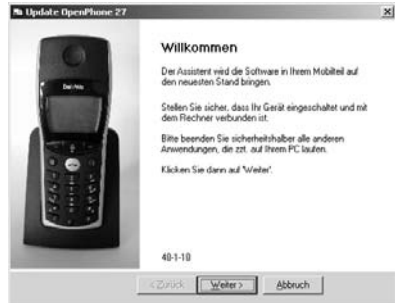 Update OpenPhone 27
Willkommen
Der Assistent wird die Software in Ihrem Mobilteil auf
den neuesten Stand bringen.
Stellen Sie sicher, dass Ihr Gerät eingeschaltet und mit
dem Rechner verbunden ist.
Bitte beenden Sie sicherheitshalber alle anderen
Anwendungen, die zzt. auf Ihrem PC laufen.
Klicken Sie dann auf 'Weiter'.
40-1-10
< Zurück Weiter > Abbruch